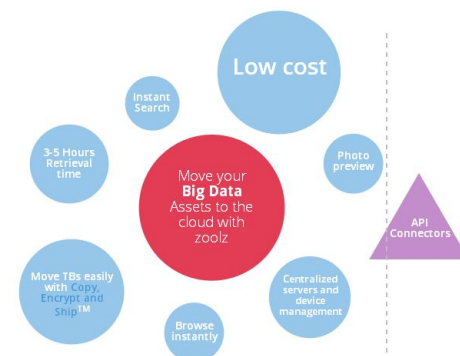 Low cost
Instant
Search
3-5 Hours
Retrieval
time
Photo
preview
Move your
Big Data
Assets to the
cloud with
zoolz
API
Connectors
Move TBs easily
with Copy,
Encrypt and
Ship™
Centralized
servers and
device
management
Browse
instantly